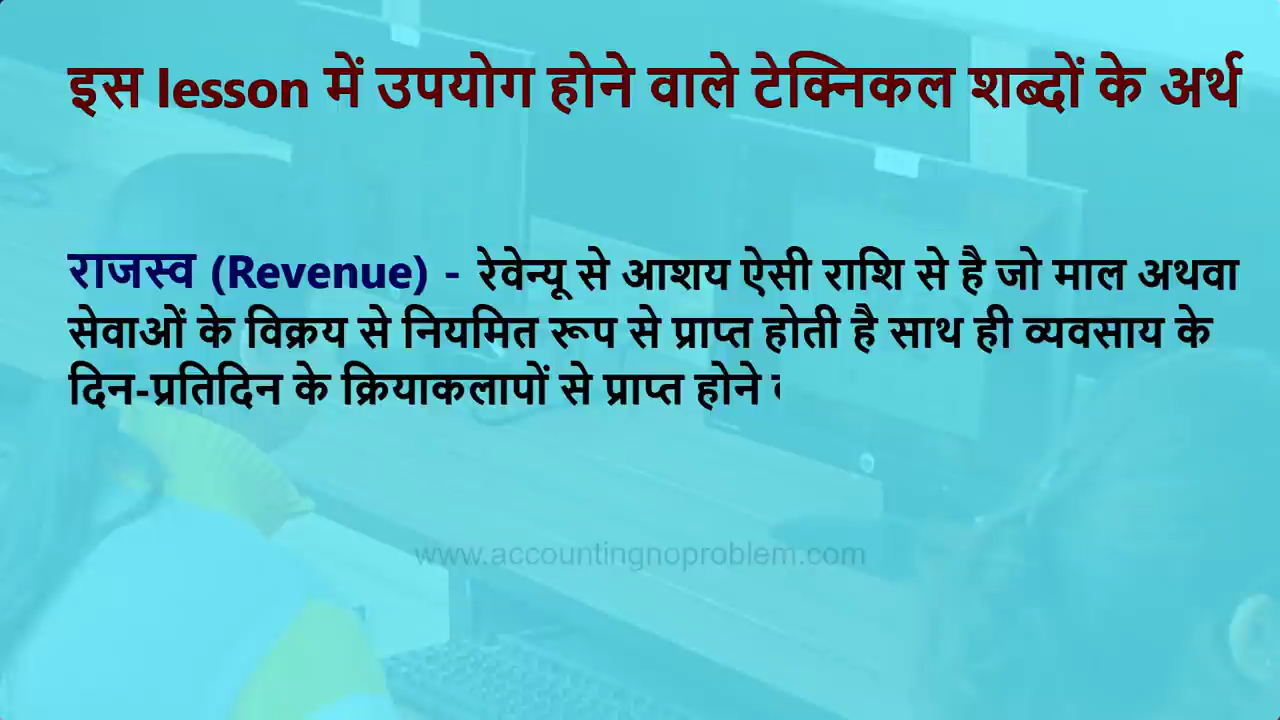 इस lesson में उपयोग होने वाले टेक्निकल शब्दों के अर्थ
राजस्व (Revenue) - रेवेन्यू से आशय ऐसी राशि से है जो माल अथवा
सेवाओं के विक्रय से नियमित रूप से प्राप्त होती है साथ ही व्यवसाय के
दिन-प्रतिदिन के क्रियाकलापों से प्राप्त होने
www.accountingnoproblem.com